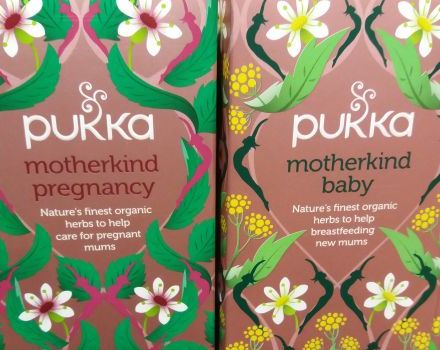 pukka
motherkind
pregnancy
Nature's finest organic
herbs to help
care for pregnant
mums
pukka
motherkind
baby
Nature's finest organic
herbs to help
breastfeeding
new mums